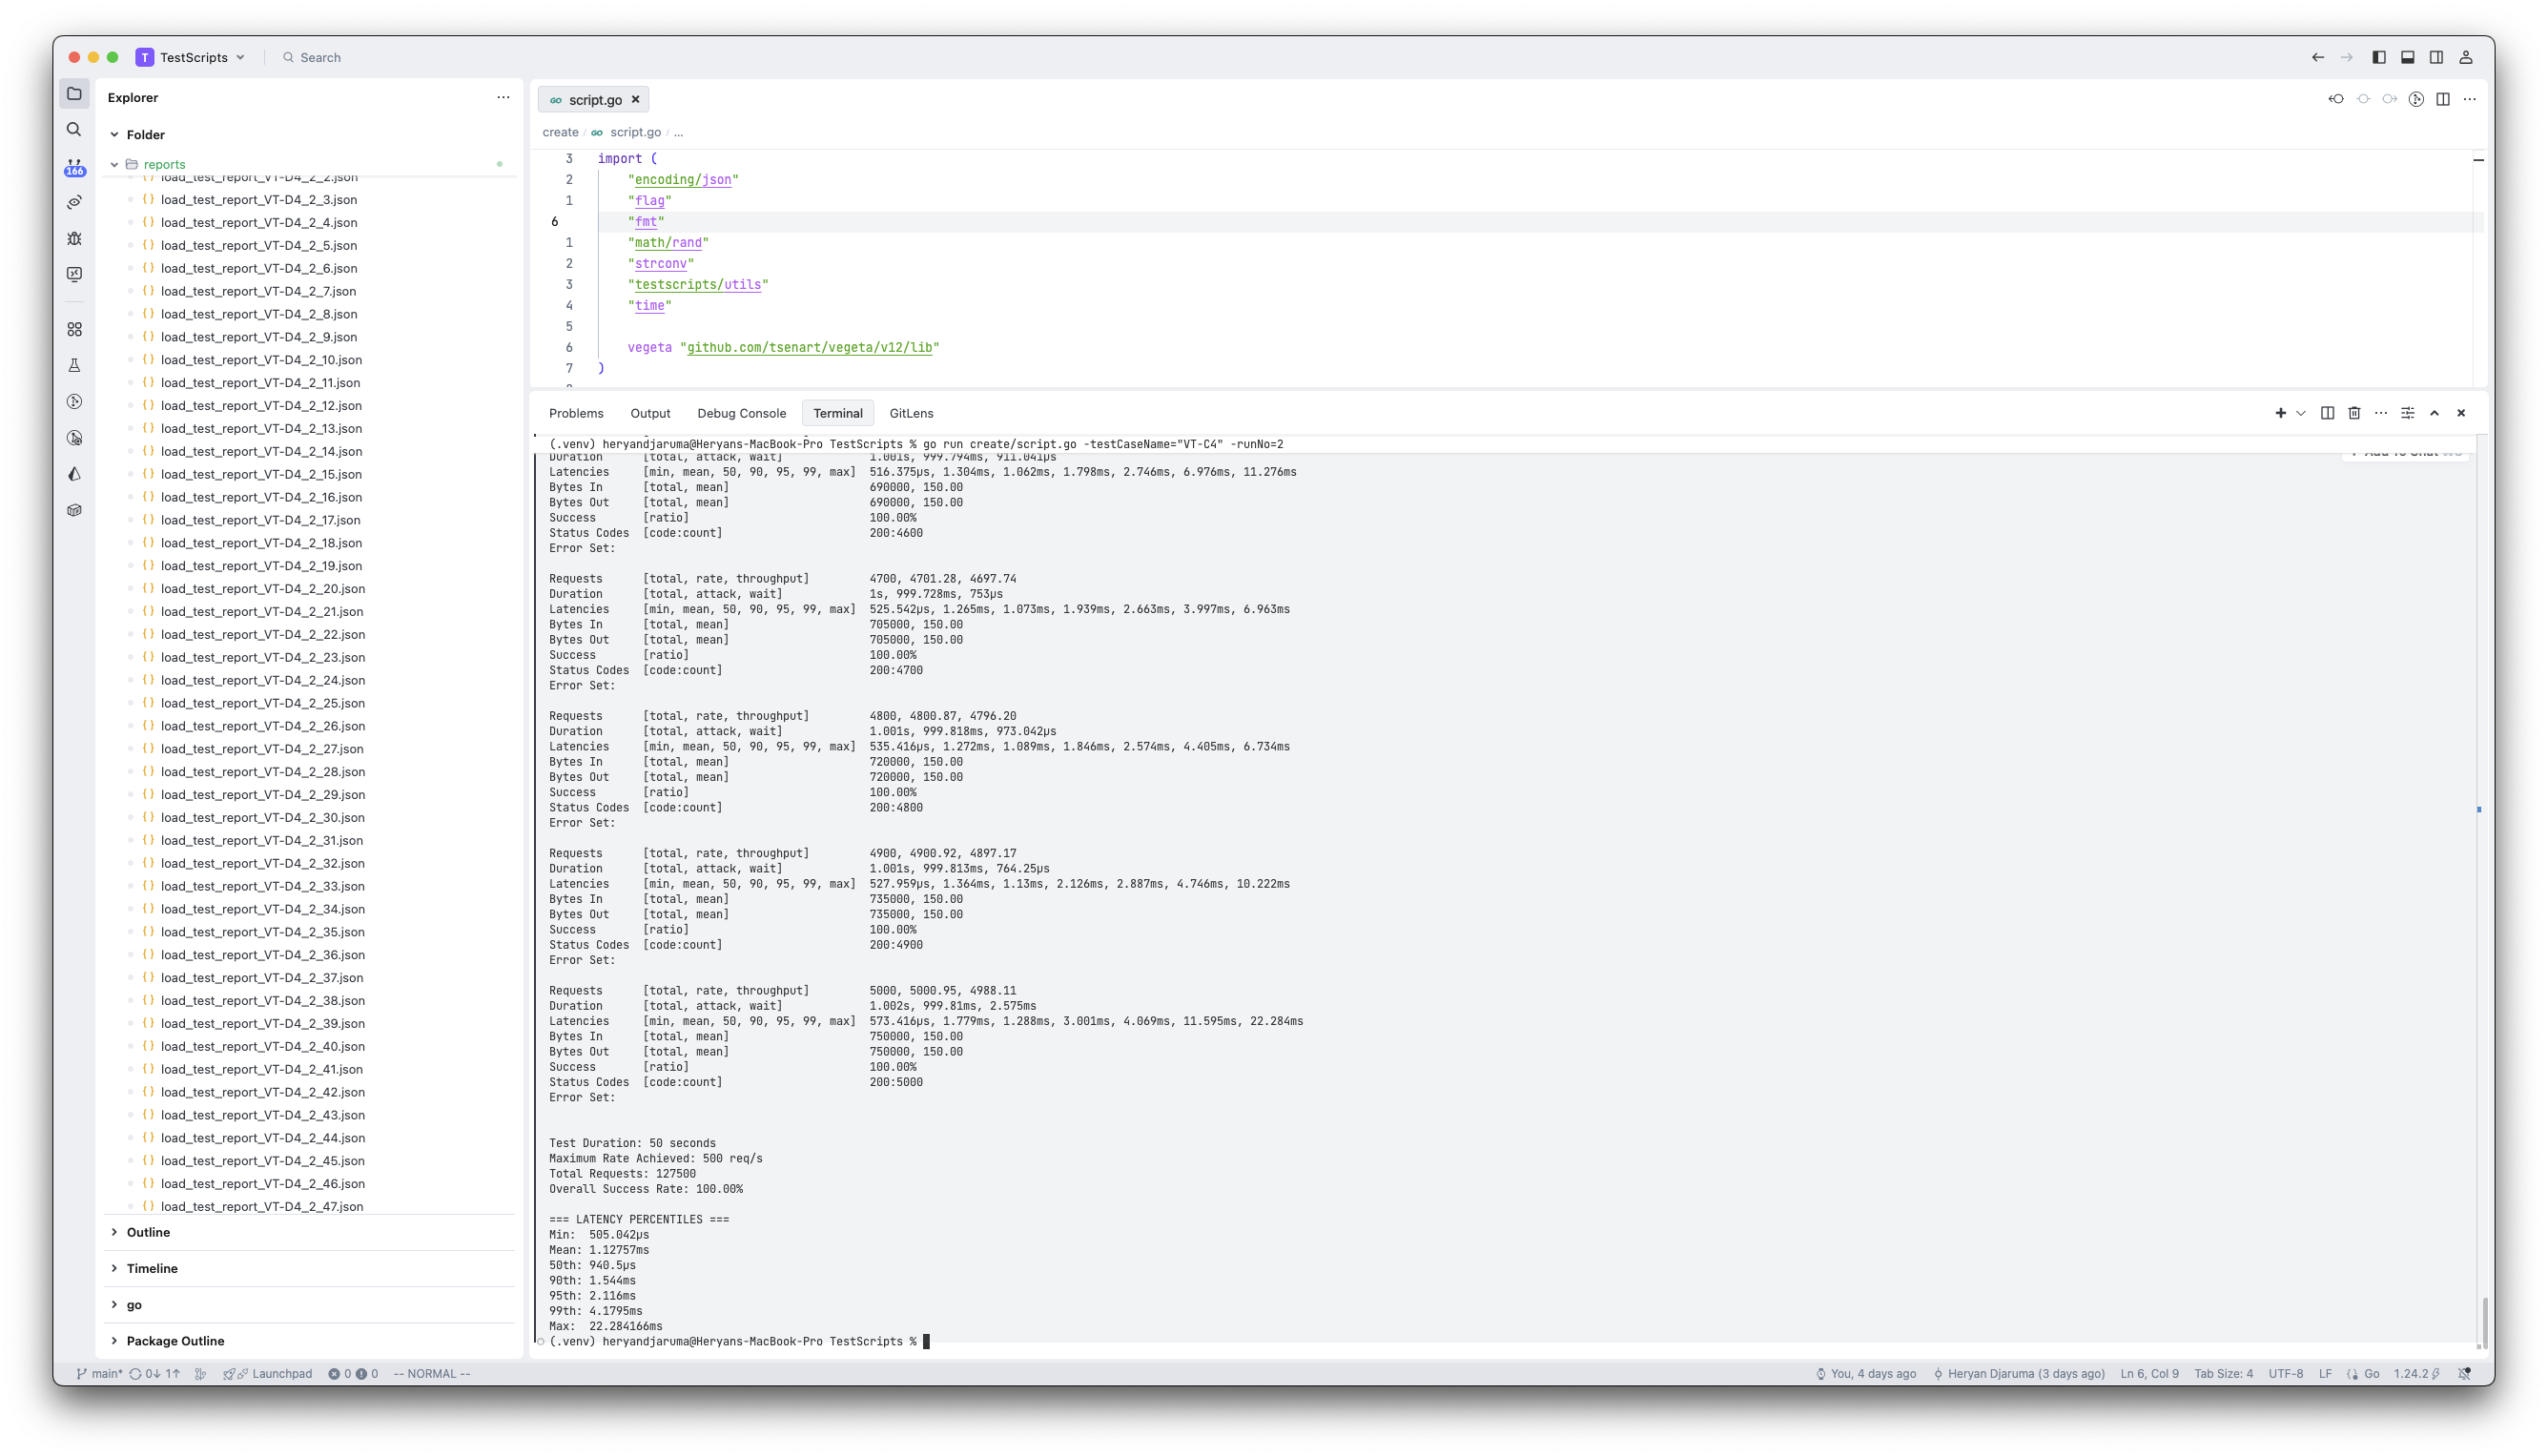 T TestScripts
Search
Explorer
Folder
reports
load_test_report_VT-D4_2_2.json
load_test_report_VT-D4_2_3.json
load_test_report_VT-D4_2_4.json
load_test_report_VT-D4_2_5.json
load_test_report_VT-D4_2_6.json
load_test_report_VT-D4_2_7.json
load_test_report_VT-D4_2_8.json
load_test_report_VT-D4_2_9.json
load_test_report_VT-D4_2_10.json
load_test_report_VT-D4_2_11.json
load_test_report_VT-D4_2_12.json
load_test_report_VT-D4_2_13.json
load_test_report_VT-D4_2_14.json
load_test_report_VT-D4_2_15.json
load_test_report_VT-D4_2_16.json
load_test_report_VT-D4_2_17.json
load_test_report_VT-D4_2_18.json
load_test_report_VT-D4_2_19.json
load_test_report_VT-D4_2_20.json
load_test_report_VT-D4_2_21.json
load_test_report_VT-D4_2_22.json
load_test_report_VT-D4_2_23.json
load_test_report_VT-D4_2_24.json
load_test_report_VT-D4_2_25.json
load_test_report_VT-D4_2_26.json
load_test_report_VT-D4_2_27.json
load_test_report_VT-D4_2_28.json
load_test_report_VT-D4_2_29.json
load_test_report_VT-D4_2_30.json
load_test_report_VT-D4_2_31.json
load_test_report_VT-D4_2_32.json
load_test_report_VT-D4_2_33.json
load_test_report_VT-D4_2_34.json
load_test_report_VT-D4_2_35.json
load_test_report_VT-D4_2_36.json
load_test_report_VT-D4_2_37.json
load_test_report_VT-D4_2_38.json
load_test_report_VT-D4_2_39.json
load_test_report_VT-D4_2_40.json
load_test_report_VT-D4_2_41.json
load_test_report_VT-D4_2_42.json
load_test_report_VT-D4_2_43.json
load_test_report_VT-D4_2_44.json
load_test_report_VT-D4_2_45.json
load_test_report_VT-D4_2_46.json
load_test_report_VT-D4_2_47.json
Outline
Timeline
go
Package Outline
166
GO script.go
create / GO script.go / ...
3 import (
2 "encoding/json"
1 "flag"
6 "fmt"
1 "math/rand"
2 "strconv"
3 "testscripts/utils"
4 "time"
5
6 vegeta "github.com/tsenart/vegeta/v12/lib"
7 )
Problems Output Debug Console Terminal GitLens
(.venv) heryandjaruma@Heryans-MacBook-Pro TestScripts % go run create/script.go -testCaseName="VT-C4" -runNo=2
Duration [total, attack, wait] 1.001s, 999.794ms, 911.041µs
Latencies [min, mean, 50, 90, 95, 99, max] 516.375µs, 1.304ms, 1.062ms, 1.798ms, 2.746ms, 6.976ms, 11.276ms
Bytes In [total, mean] 690000, 150.00
Bytes Out [total, mean] 690000, 150.00
Success [ratio] 100.00%
Status Codes [code:count] 200:4600
Error Set:
Requests [total, rate, throughput] 4700, 4701.28, 4697.74
Duration [total, attack, wait] 1s, 999.728ms, 753µs
Latencies [min, mean, 50, 90, 95, 99, max] 525.542µs, 1.265ms, 1.073ms, 1.939ms, 2.663ms, 3.997ms, 6.963ms
Bytes In [total, mean] 705000, 150.00
Bytes Out [total, mean] 705000, 150.00
Success [ratio] 100.00%
Status Codes [code:count] 200:4700
Error Set:
Requests [total, rate, throughput] 4800, 4800.87, 4796.20
Duration [total, attack, wait] 1.001s, 999.818ms, 973.042µs
Latencies [min, mean, 50, 90, 95, 99, max] 535.416µs, 1.272ms, 1.089ms, 1.846ms, 2.574ms, 4.405ms, 6.734ms
Bytes In [total, mean] 720000, 150.00
Bytes Out [total, mean] 720000, 150.00
Success [ratio] 100.00%
Status Codes [code:count] 200:4800
Error Set:
Requests [total, rate, throughput] 4900, 4900.92, 4897.17
Duration [total, attack, wait] 1.001s, 999.813ms, 764.25µs
Latencies [min, mean, 50, 90, 95, 99, max] 527.959µs, 1.364ms, 1.13ms, 2.126ms, 2.887ms, 4.746ms, 10.222ms
Bytes In [total, mean] 735000, 150.00
Bytes Out [total, mean] 735000, 150.00
Success [ratio] 100.00%
Status Codes [code:count] 200:4900
Error Set:
Requests [total, rate, throughput] 5000, 5000.95, 4988.11
Duration [total, attack, wait] 1.002s, 999.81ms, 2.575ms
Latencies [min, mean, 50, 90, 95, 99, max] 573.416µs, 1.779ms, 1.288ms, 3.001ms, 4.069ms, 11.595ms, 22.284ms
Bytes In [total, mean] 750000, 150.00
Bytes Out [total, mean] 750000, 150.00
Success [ratio] 100.00%
Status Codes [code:count] 200:5000
Error Set:
Test Duration: 50 seconds
Maximum Rate Achieved: 500 req/s
Total Requests: 127500
Overall Success Rate: 100.00%
=== LATENCY PERCENTILES ===
Min: 505.042µs
Mean: 1.12757ms
50th: 940.5µs
90th: 1.544ms
95th: 2.116ms
99th: 4.1795ms
Max: 22.284166ms
(.venv) heryandjaruma@Heryans-MacBook-Pro TestScripts %
main* 0↓ 1↑ Launchpad 0 0 -- NORMAL -- You, 4 days ago Heryan Djaruma (3 days ago) Ln 6, Col 9 Tab Size: 4 UTF-8 LF Go 1.24.2